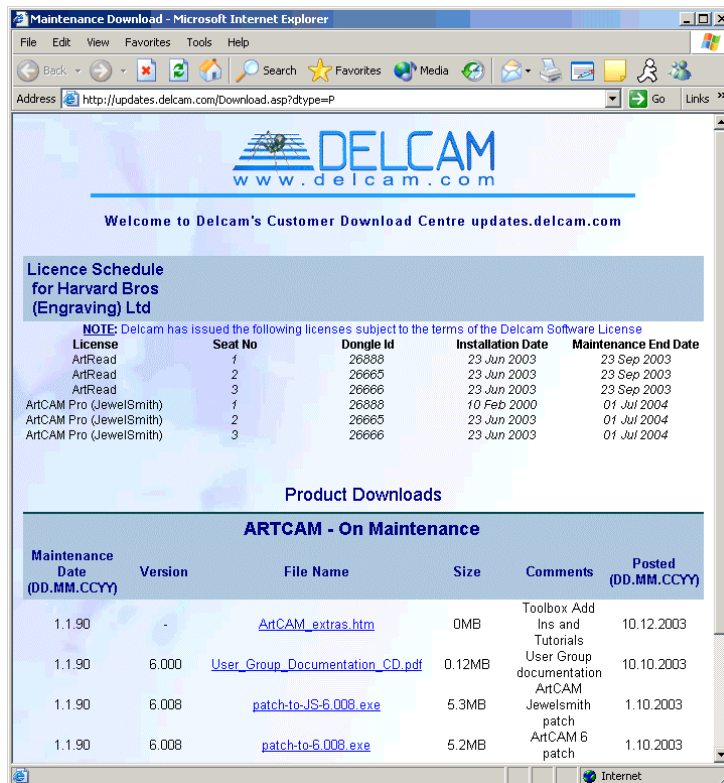 Maintenance Download - Microsoft Internet Explorer
File Edit View Favorites Tools Help
Back Search Favorites Media
Address http://updates.delcam.com/Download.asp?dtype=P Go Links »
DELCAM
www.delcam.com
Welcome to Delcam's Customer Download Centre updates.delcam.com
Licence Schedule
for Harvard Bros
(Engraving) Ltd
NOTE: Delcam has issued the following licenses subject to the terms of the Delcam Software License
License Seat No Dongle Id Installation Date Maintenance End Date
ArtRead 1 26888 23 Jun 2003 23 Sep 2003
ArtRead 2 26665 23 Jun 2003 23 Sep 2003
ArtRead 3 26666 23 Jun 2003 23 Sep 2003
ArtCAM Pro (JewelSmith) 1 26888 10 Feb 2000 01 Jul 2004
ArtCAM Pro (JewelSmith) 2 26665 23 Jun 2003 01 Jul 2004
ArtCAM Pro (JewelSmith) 3 26666 23 Jun 2003 01 Jul 2004
Product Downloads
ARTCAM - On Maintenance
Maintenance
Date
(DD.MM.CCYY)
Version
File Name
Size
Comments
Posted
(DD.MM.CCYY)
1.1.90 - ArtCAM_extras.htm 0MB
Toolbox Add
Ins and
Tutorials
10.12.2003
1.1.90 6.000 User_Group_Documentation_CD.pdf 0.12MB
User Group
documentation
10.10.2003
1.1.90 6.008 patch-to-JS-6.008.exe 5.3MB
ArtCAM
Jewelsmith
patch
1.10.2003
1.1.90 6.008 patch-to-6.008.exe 5.2MB
ArtCAM 6
patch
1.10.2003
Internet